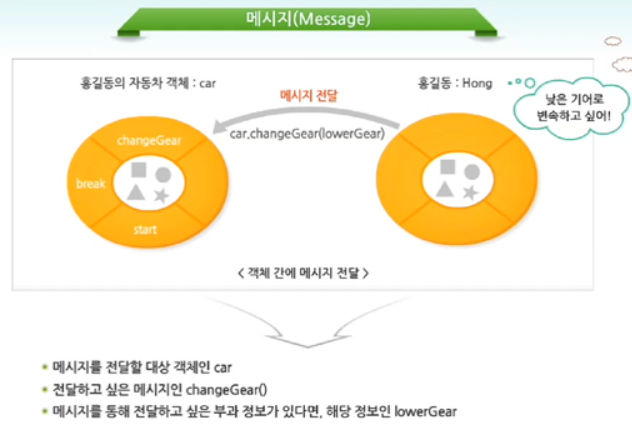 메시지(Message)
홍길동의 자동차 객체 : car
메시지 전달
홍길동 : Hong
낮은 기어로
변속하고 싶어!
car.changeGear(lowerGear)
changeGear
break
start
< 객체 간에 메시지 전달 >
메시지를 전달할 대상 객체인 car
전달하고 싶은 메시지인 changeGear()
메시지를 통해 전달하고 싶은 부과 정보가 있다면, 해당 정보인 lowerGear